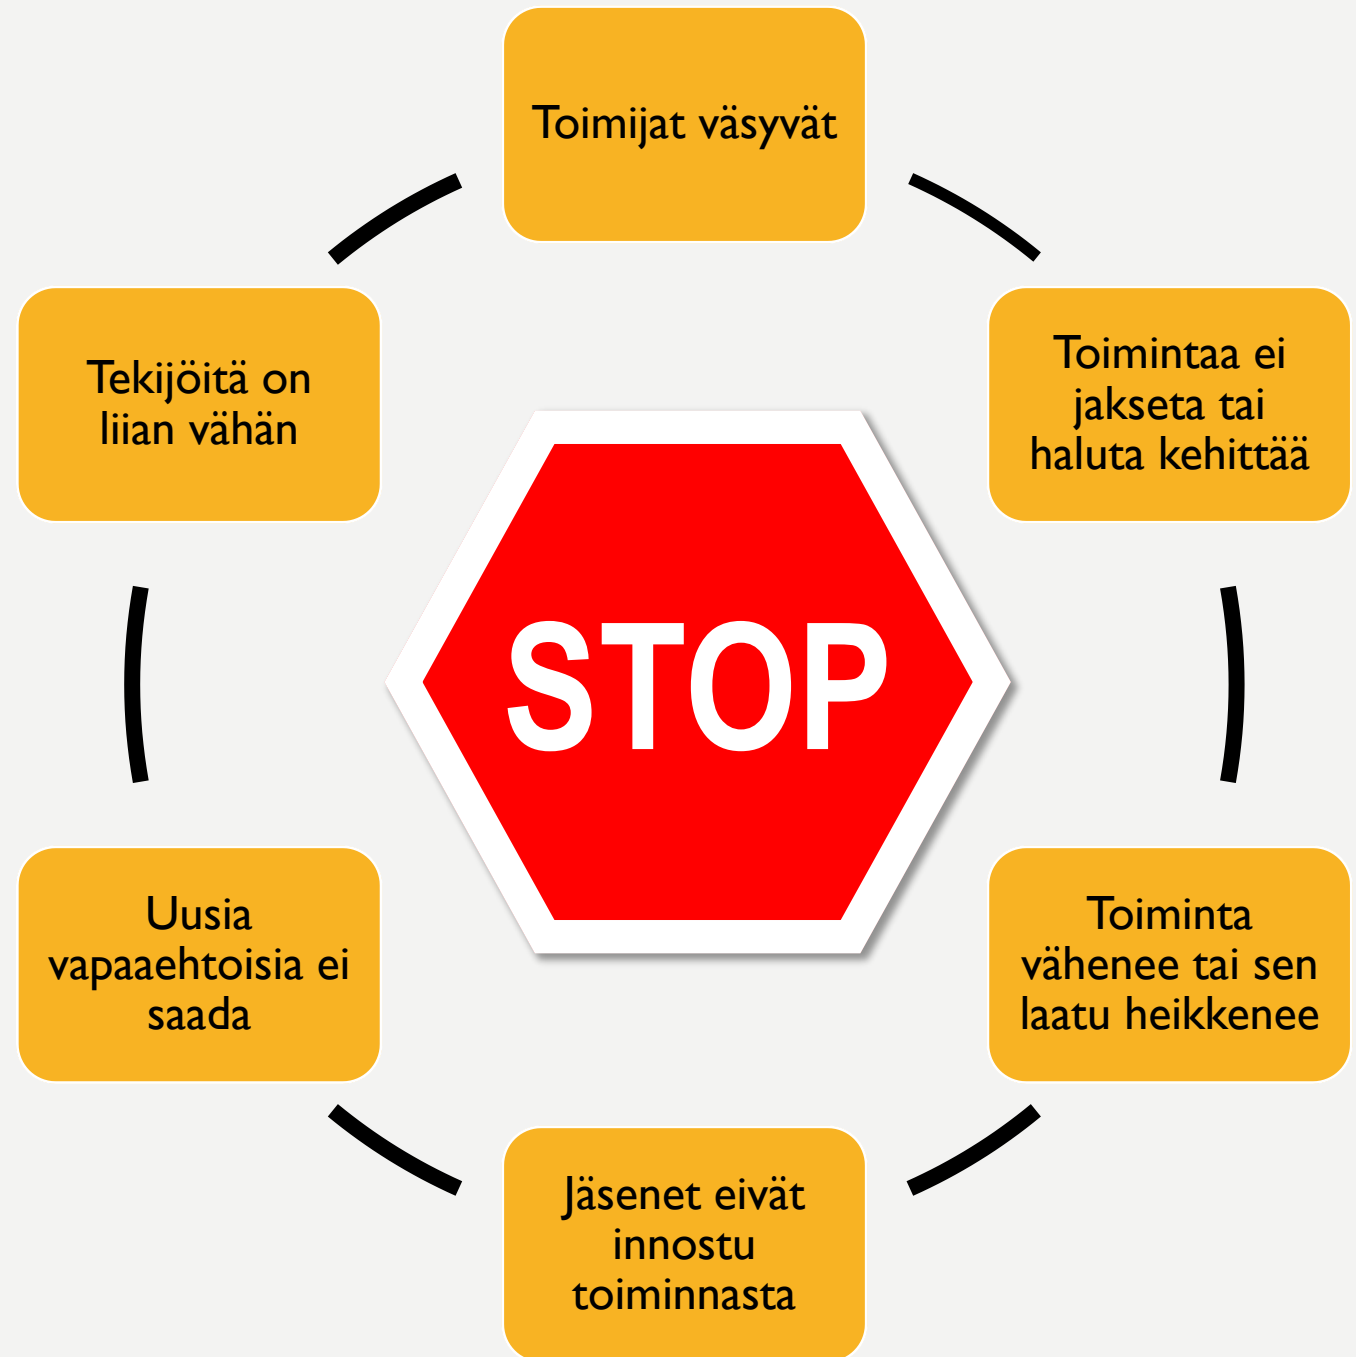 Toimijat väsyvät
Toimintaa ei
jakseta tai
haluta kehittää
Toiminta
vähenee tai sen
laatu heikkenee
Jäsenet eivät
innostu
toiminnasta
Uusia
vapaaehtoisia ei
saada
Tekijöitä on
liian vähän
STOP